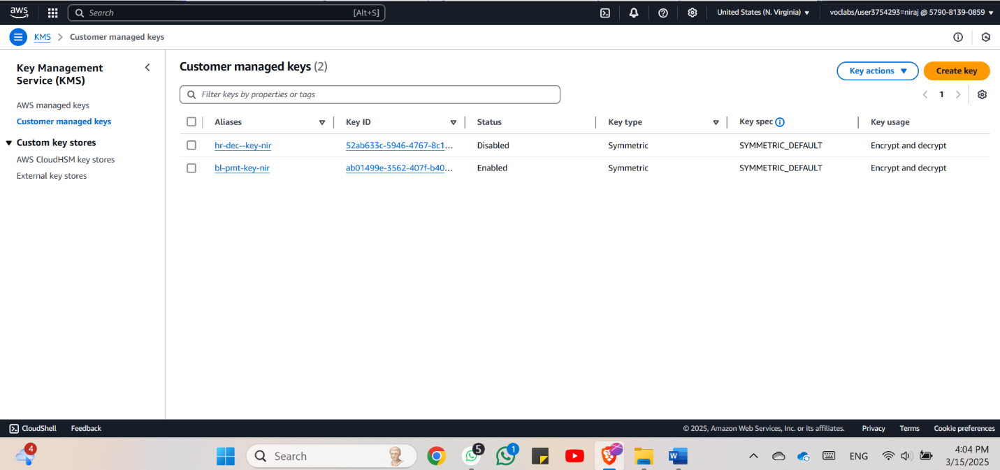 aws
Search [Alt+S]
United States (N. Virginia)
voclabs/user3754293=niraj @ 5790-8139-0859
KMS
Customer managed keys
Key Management
Service (KMS)
AWS managed keys
Customer managed keys
Custom key stores
AWS CloudHSM key stores
External key stores
Customer managed keys (2)
Key actions
Create key
Filter keys by properties or tags
1
Aliases Key ID Status Key type Key spec Key usage
hr-dec--key-nir 52ab633c-5946-4767-8c1... Disabled Symmetric SYMMETRIC_DEFAULT Encrypt and decrypt
bl-pmt-key-nir ab01499e-3562-407f-b40... Enabled Symmetric SYMMETRIC_DEFAULT Encrypt and decrypt
CloudShell Feedback
© 2025, Amazon Web Services, Inc. or its affiliates. Privacy Terms Cookie preferences
4
Search
5
1
W
ENG
4:04 PM
3/15/2025